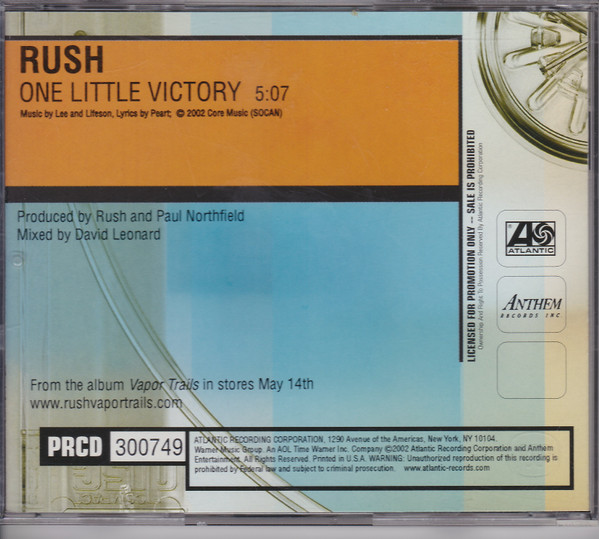 RUSH
ONE LITTLE VICTORY 5:07
Music by Lee and Lifeson, Lyrics by Peart; © 2002 Core Music (SOCAN)
Produced by Rush and Paul Northfield
Mixed by David Leonard
LICENSED FOR PROMOTION ONLY -- SALE IS PROHIBITED
Ownership And Right To Possession Reserved By Atlantic Recording Corporation
ATLANTIC
ANTHEM
RECORDS INC
From the album Vapor Trails in stores May 14th
www.rushvaportrails.com
PRCD 300749
ATLANTIC RECORDING CORPORATION, 1290 Avenue of the Americas, New York, NY 10104.
Warner Music Group. An AOL Time Warner Inc. Company ©2002 Atlantic Recording Corporation and Anthem
Entertainment. All Rights Reserved. Printed in U.S.A. WARNING: Unauthorized reproduction of this recording is
prohibited by Federal law and subject to criminal prosecution. www.atlantic-records.com